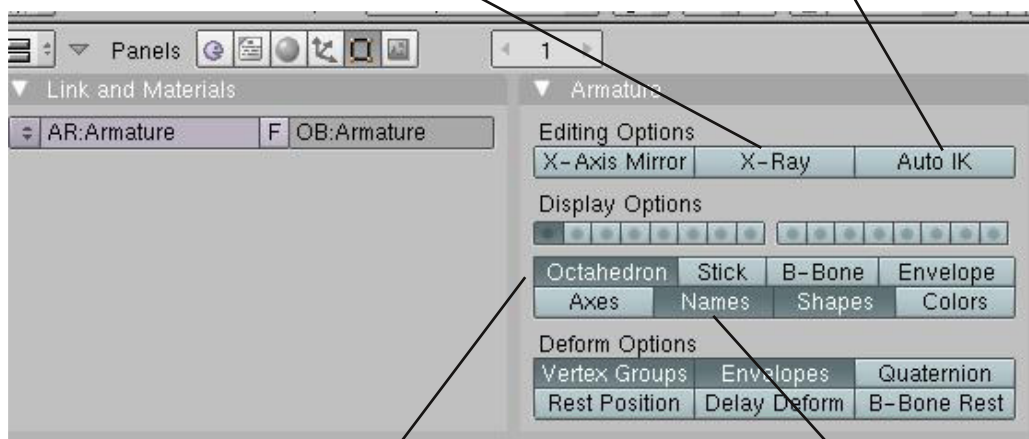 Panels 1
Link and Materials
AR:Armature F OB:Armature
Armature
Editing Options
X-Axis Mirror X-Ray Auto IK
Display Options
Octahedron Stick B-Bone Envelope
Axes Names Shapes Colors
Deform Options
Vertex Groups Envelopes Quaternion
Rest Position Delay Deform B-Bone Rest